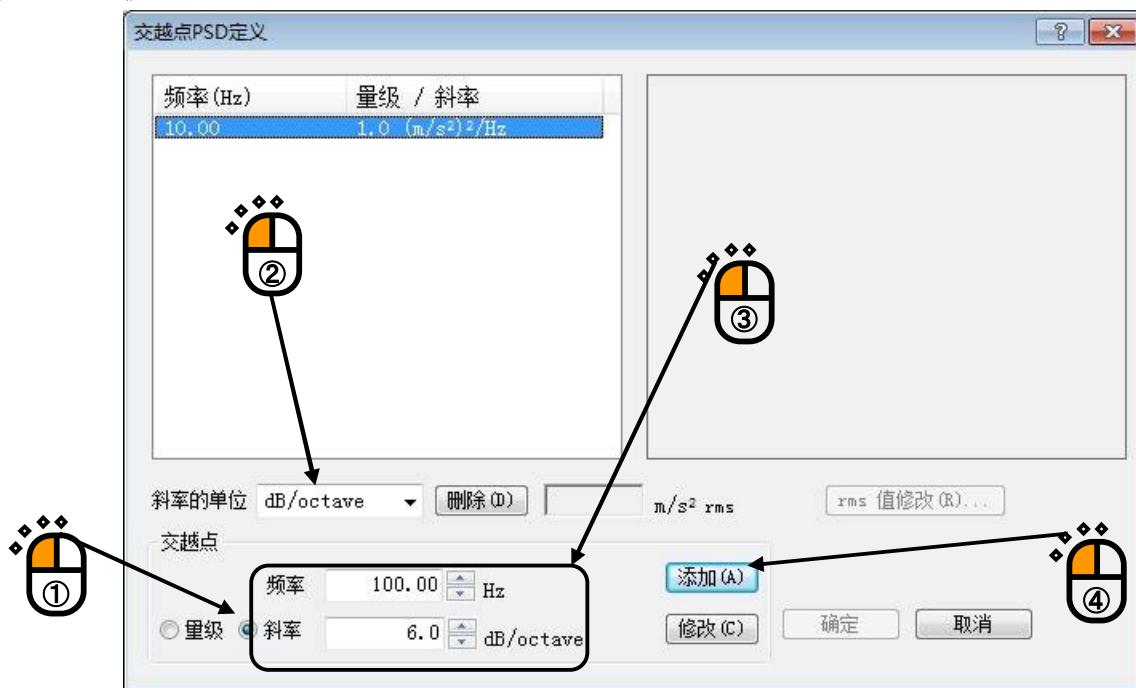 交越点PSD定义
频率(Hz) 量级 / 斜率
10.00 1.0 (m/s²)²/Hz
②
③
斜率的单位 dB/octave 删除(D) m/s² rms rms 值修改(R)...
交越点
①
频率 100.00 Hz 添加(A)
④
量级 斜率 6.0 dB/octave 修改(C) 确定 取消